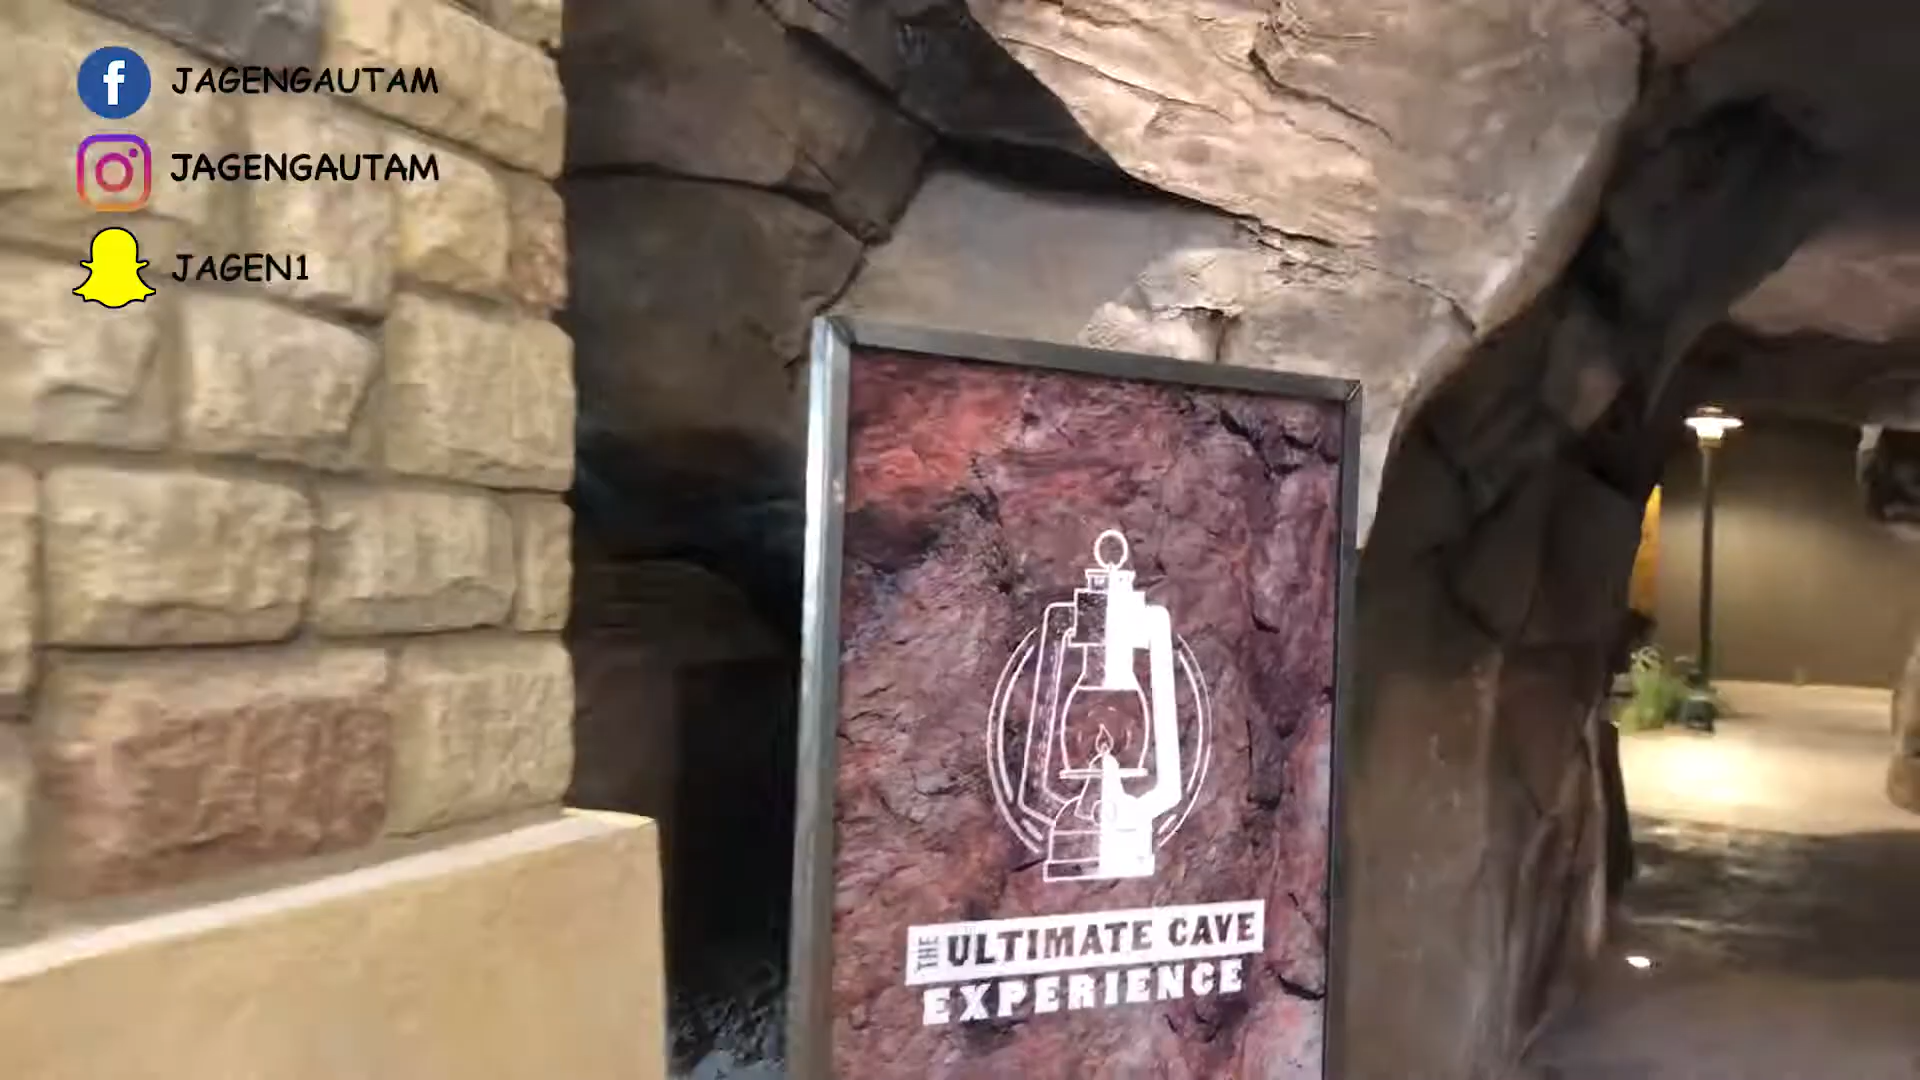 JAGENGAUTAM
JAGENGAUTAM
JAGEN1
THE ULTIMATE CAVE
EXPERIENCE